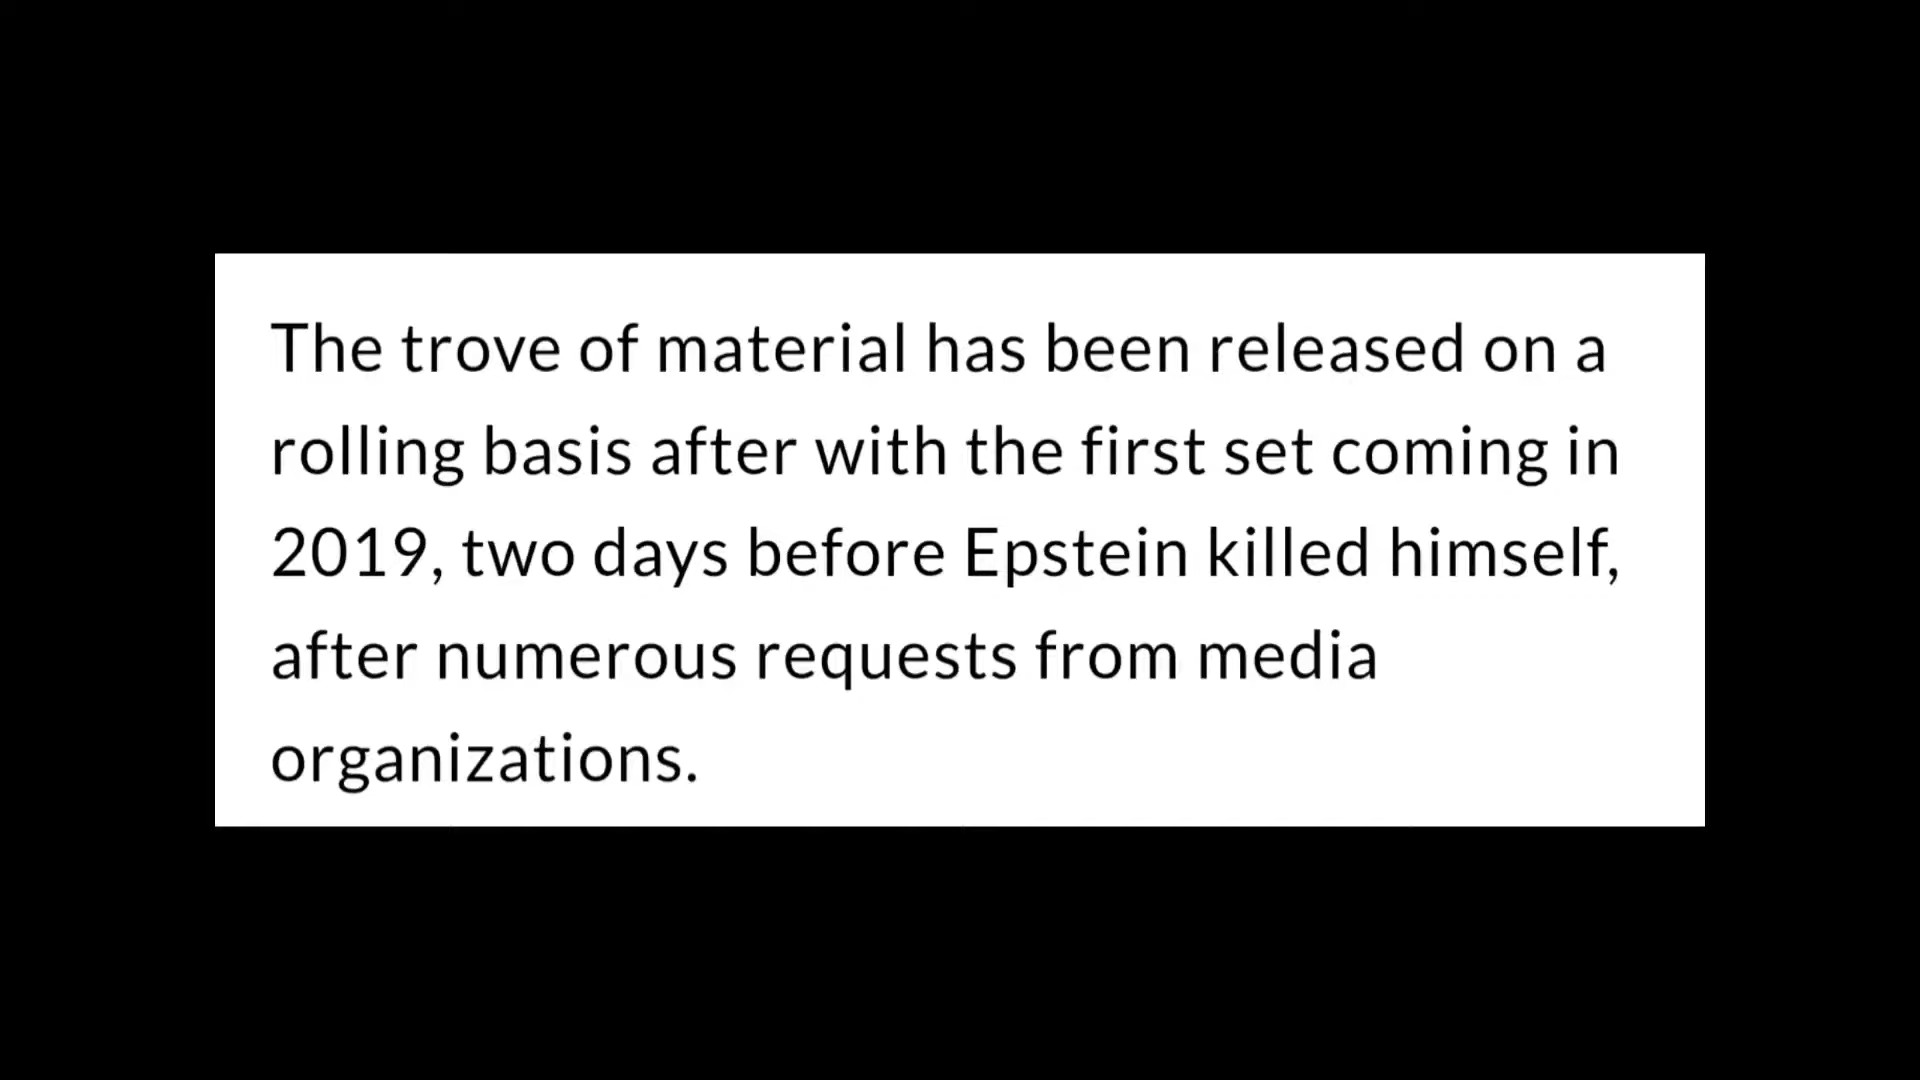 The trove of material has been released on a
rolling basis after with the first set coming in
2019, two days before Epstein killed himself,
after numerous requests from media
organizations.